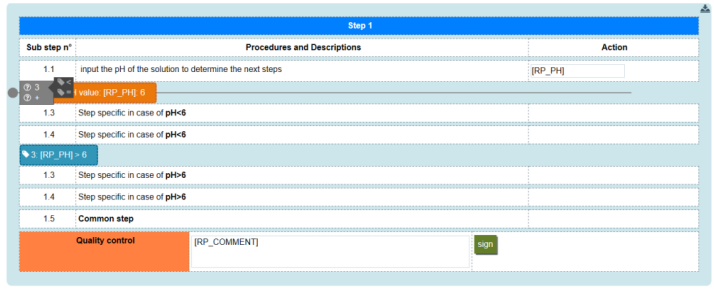 Step 1
Sub step n° Procedures and Descriptions Action
1.1 input the pH of the solution to determine the next steps [RP_PH]
3 <
+ = value: [RP_PH]: 6
1.3 Step specific in case of pH<6
1.4 Step specific in case of pH<6
3: [RP_PH] > 6
1.3 Step specific in case of pH>6
1.4 Step specific in case of pH>6
1.5 Common step
Quality control [RP_COMMENT] sign